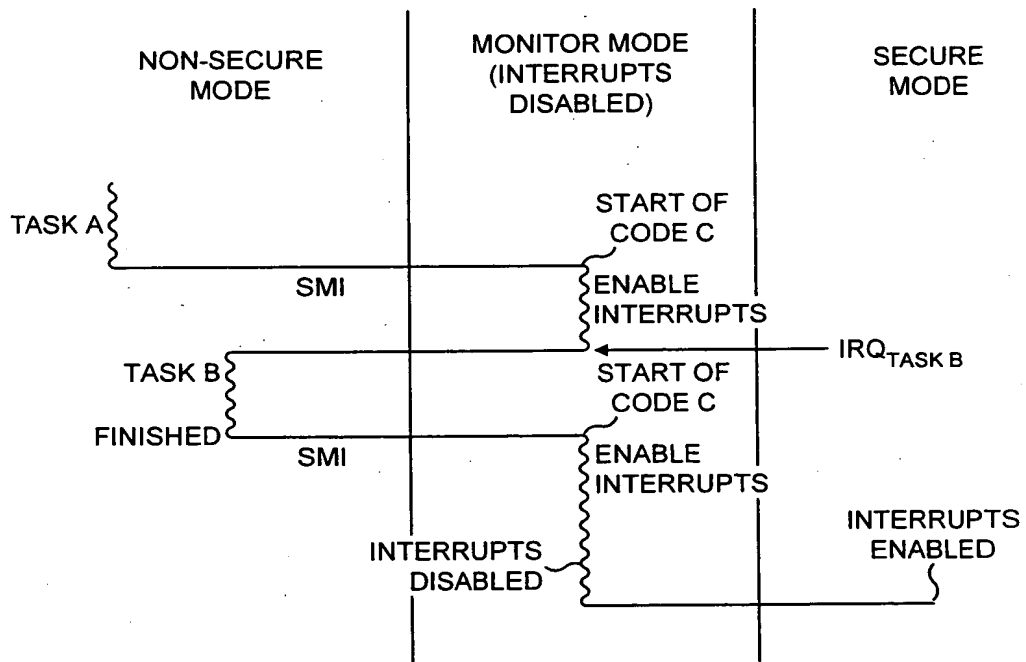 NON-SECURE
MODE
MONITOR MODE
(INTERRUPTS
DISABLED)
SECURE
MODE
TASK A
START OF
CODE C
SMI
ENABLE
INTERRUPTS
TASK B
IRQTASK B
START OF
CODE C
FINISHED
SMI
ENABLE
INTERRUPTS
INTERRUPTS
DISABLED
INTERRUPTS
ENABLED